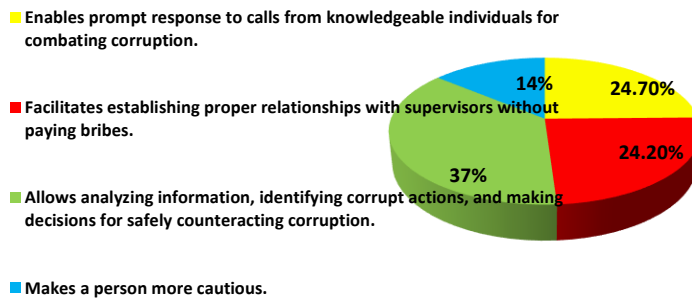 Enables prompt response to calls from knowledgeable individuals for
combating corruption.
Facilitates establishing proper relationships with supervisors without
paying bribes.
Allows analyzing information, identifying corrupt actions, and making
decisions for safely counteracting corruption.
Makes a person more cautious.
14%
24.70%
24.20%
37%